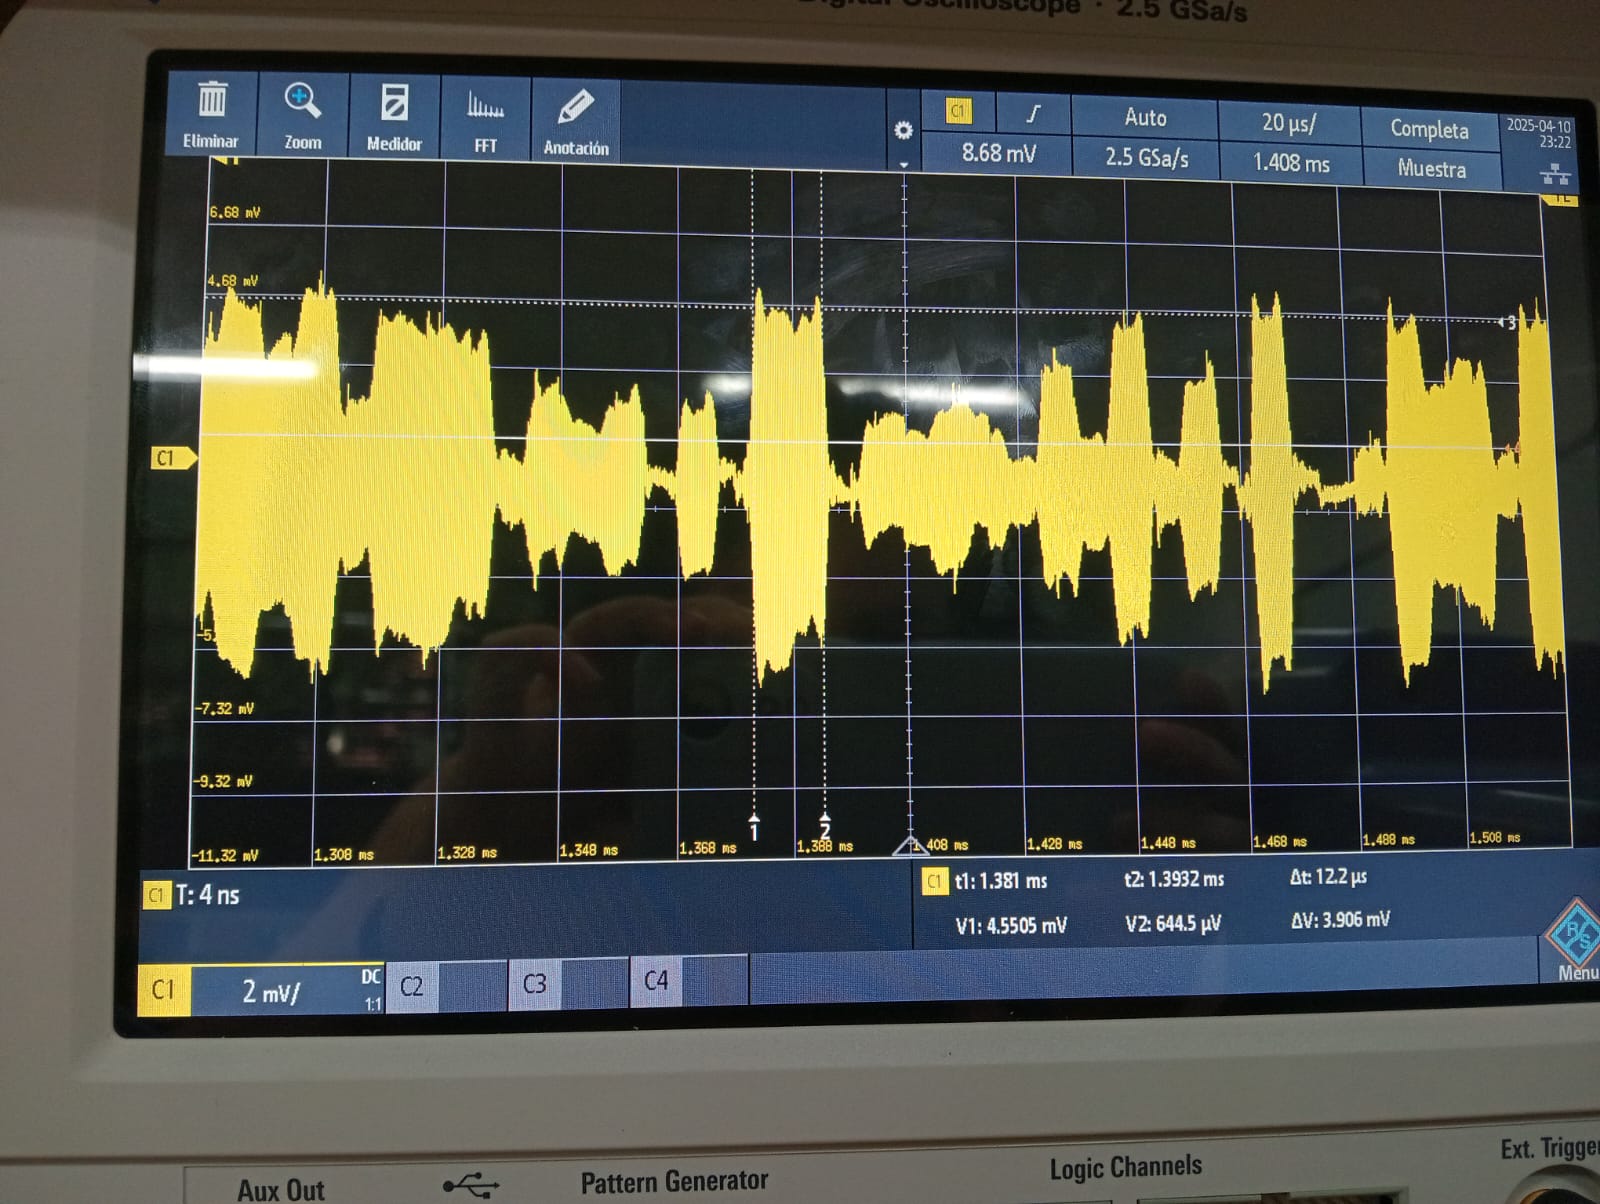 Digital Oscilloscope · 2.5 GSa/s
Eliminar
Zoom
Medidor
FFT
Anotación
C1
Auto
20 µs/
Completa
2025-04-10
23:22
8.68 mV
2.5 GSa/s
1.408 ms
Muestra
6.68 mV
4.68 mV
3
C1
-5.
-7.32 mV
-9.32 mV
1
2
-11.32 mV
1.308 ms
1.328 ms
1.348 ms
1.368 ms
1.388 ms
1.408 ms
1.428 ms
1.448 ms
1.468 ms
1.488 ms
1.508 ms
C1 T: 4 ns
C1 t1: 1.381 ms t2: 1.3932 ms Δt: 12.2 µs
V1: 4.5505 mV V2: 644.5 µV ΔV: 3.906 mV
R&S
Menu
C1 2 mV/ DC
1:1
C2
C3
C4
Aux Out
Pattern Generator
Logic Channels
Ext. Trigge